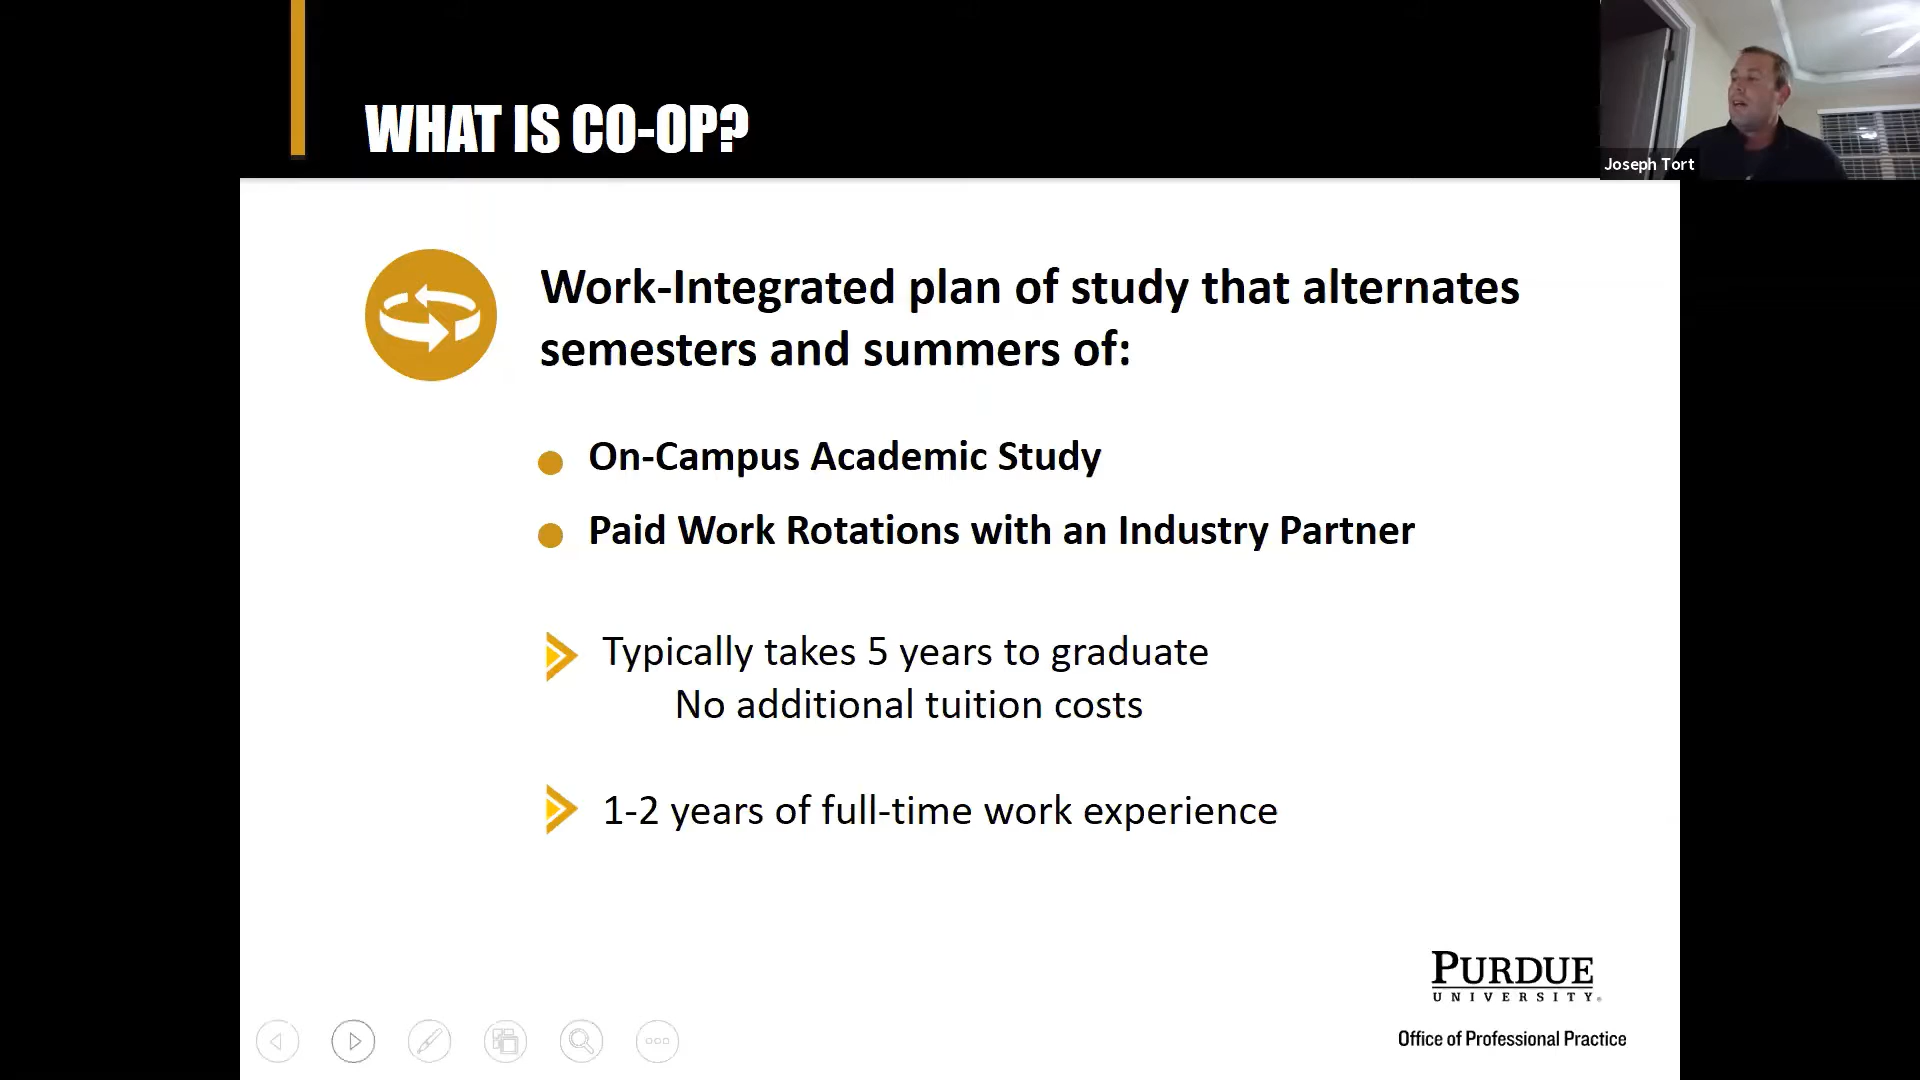 WHAT IS CO-OP?
Joseph Tort
Work-Integrated plan of study that alternates
semesters and summers of:
On-Campus Academic Study
Paid Work Rotations with an Industry Partner
Typically takes 5 years to graduate
No additional tuition costs
1-2 years of full-time work experience
PURDUE
UNIVERSITY®
Office of Professional Practice